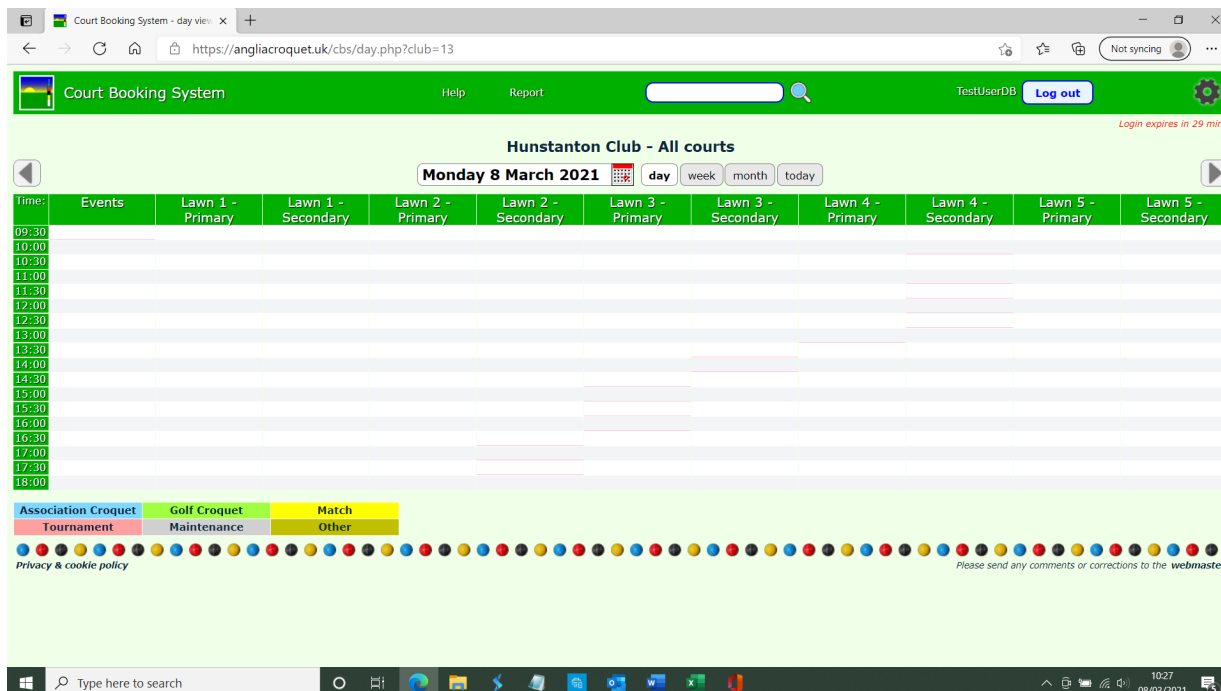 Court Booking System - day view
https://angliacroquet.uk/cbs/day.php?club=13
Not syncing
Court Booking System
Help
Report
TestUserDB
Log out
Login expires in 29 min
Hunstanton Club - All courts
Monday 8 March 2021
day
week
month
today
Time:
Events
Lawn 1 - Primary
Lawn 1 - Secondary
Lawn 2 - Primary
Lawn 2 - Secondary
Lawn 3 - Primary
Lawn 3 - Secondary
Lawn 4 - Primary
Lawn 4 - Secondary
Lawn 5 - Primary
Lawn 5 - Secondary
09:30
10:00
10:30
11:00
11:30
12:00
12:30
13:00
13:30
14:00
14:30
15:00
15:30
16:00
16:30
17:00
17:30
18:00
Association Croquet
Golf Croquet
Match
Tournament
Maintenance
Other
Privacy & cookie policy
Please send any comments or corrections to the webmaste
Type here to search
10:27
08/03/2021